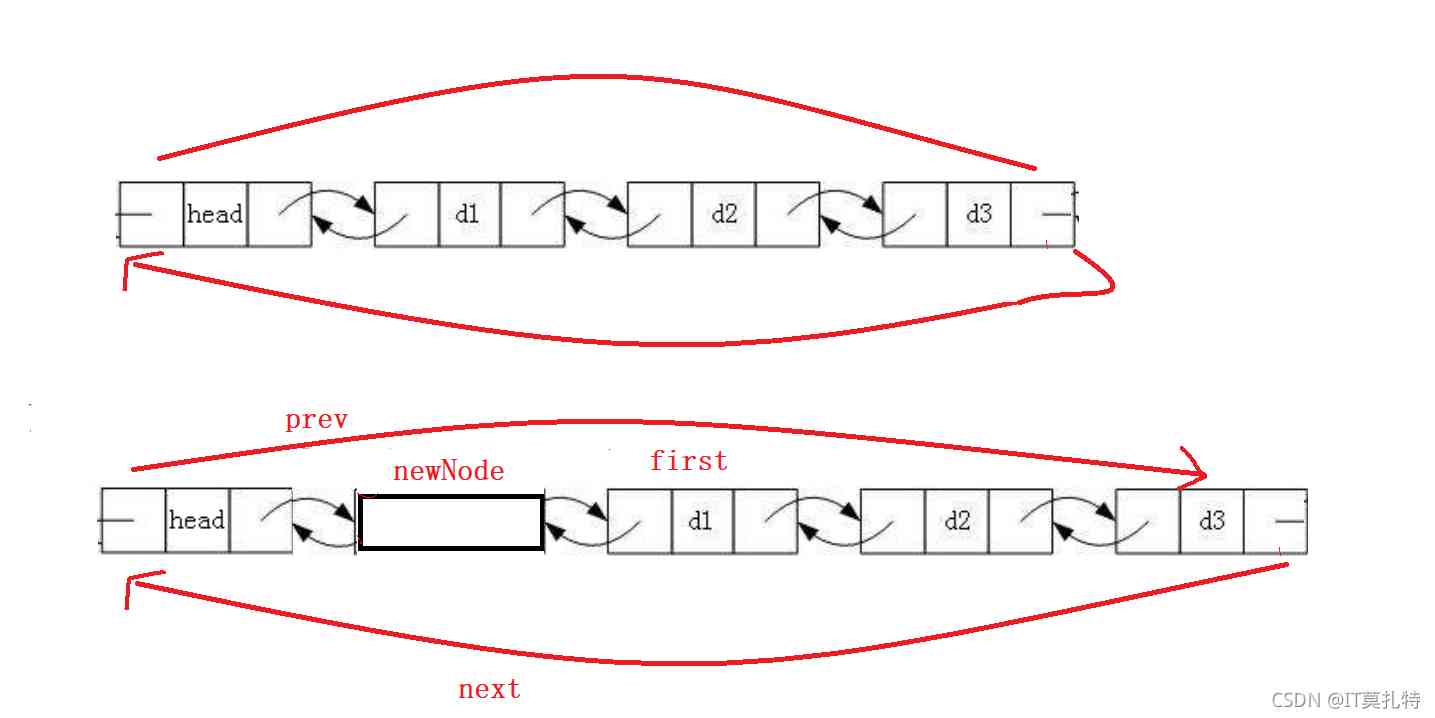 head d1 d2 d3
prev
newNode first
head d1 d2 d3
next
CSDN @IT莫扎特